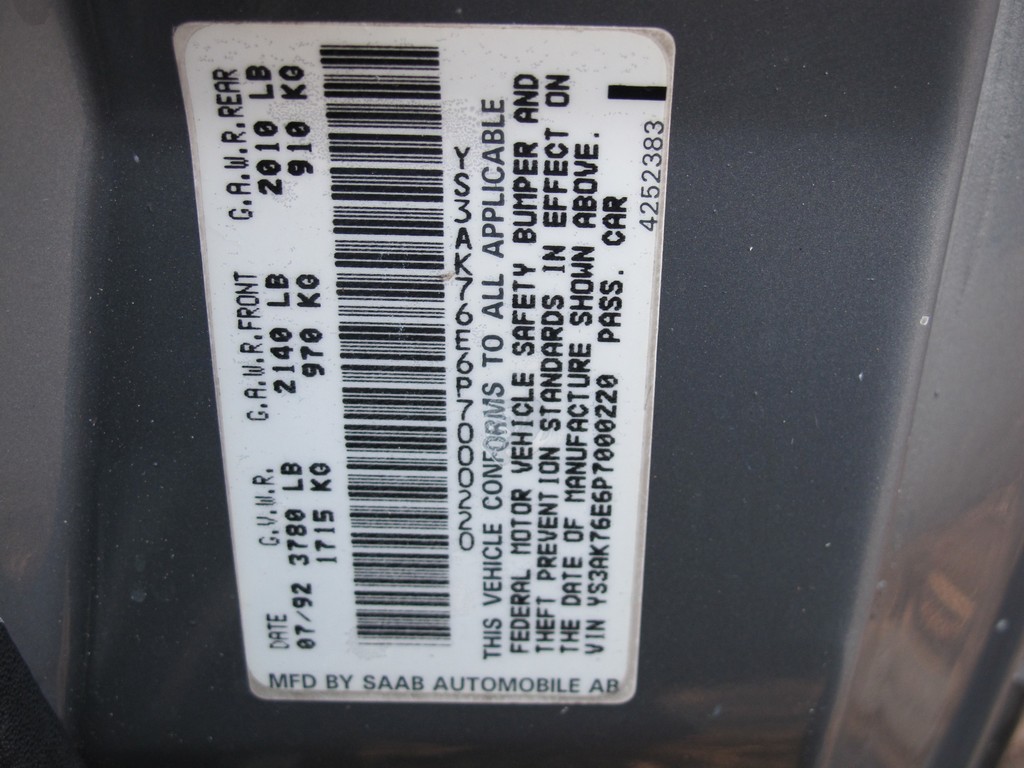 MFD BY SAAB AUTOMOBILE AB
DATE G.V.W.R. G.A.W.R.FRONT G.A.W.R.REAR
07/92 3780 LB 2140 LB 2010 LB
1715 KG 970 KG 910 KG
YS3AK76E6P7000220
THIS VEHICLE CONFORMS TO ALL APPLICABLE
FEDERAL MOTOR VEHICLE SAFETY BUMPER AND
THEFT PREVENTION STANDARDS IN EFFECT ON
THE DATE OF MANUFACTURE SHOWN ABOVE.
VIN YS3AK76E6P7000220 PASS. CAR
4252383